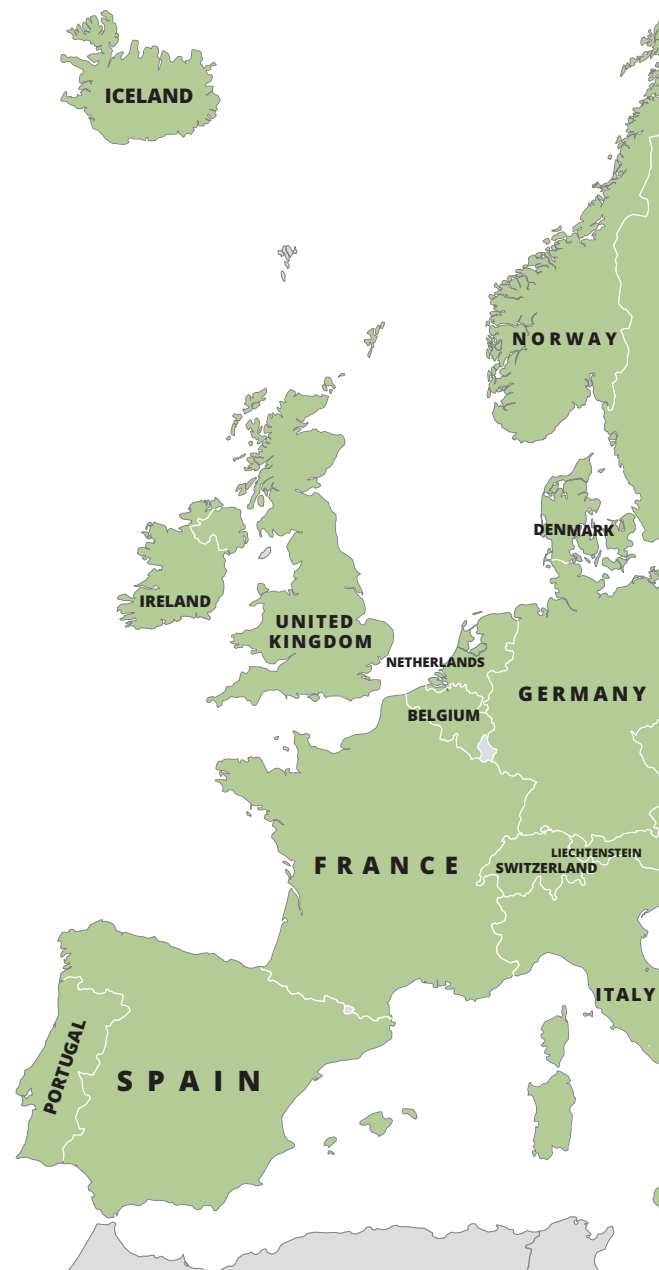 ICELAND
NORWAY
DENMARK
IRELAND
UNITED
KINGDOM
NETHERLANDS
GERMANY
BELGIUM
LIECHTENSTEIN
FRANCE
SWITZERLAND
ITALY
PORTUGAL
SPAIN